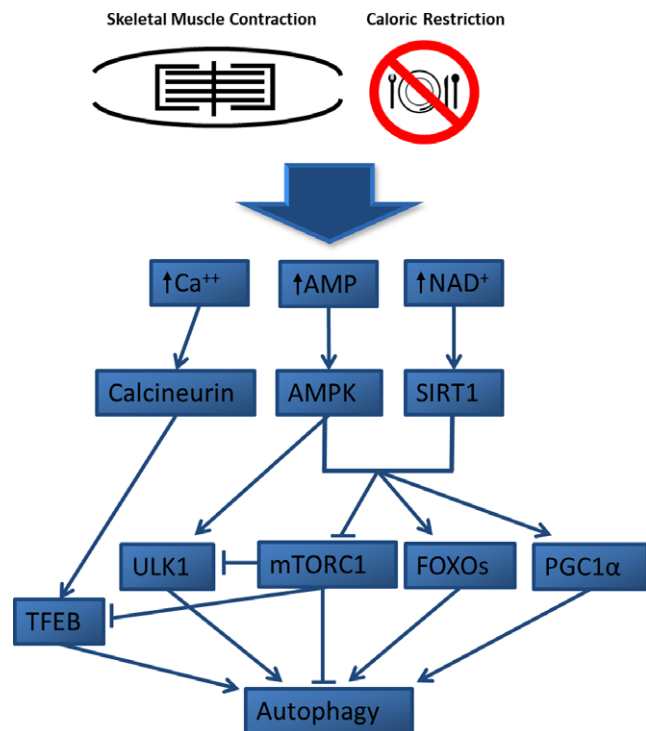 Skeletal Muscle Contraction
Caloric Restriction
↑Ca⁺⁺
↑AMP
↑NAD⁺
Calcineurin
AMPK
SIRT1
ULK1
mTORC1
FOXOs
PGC1α
TFEB
Autophagy